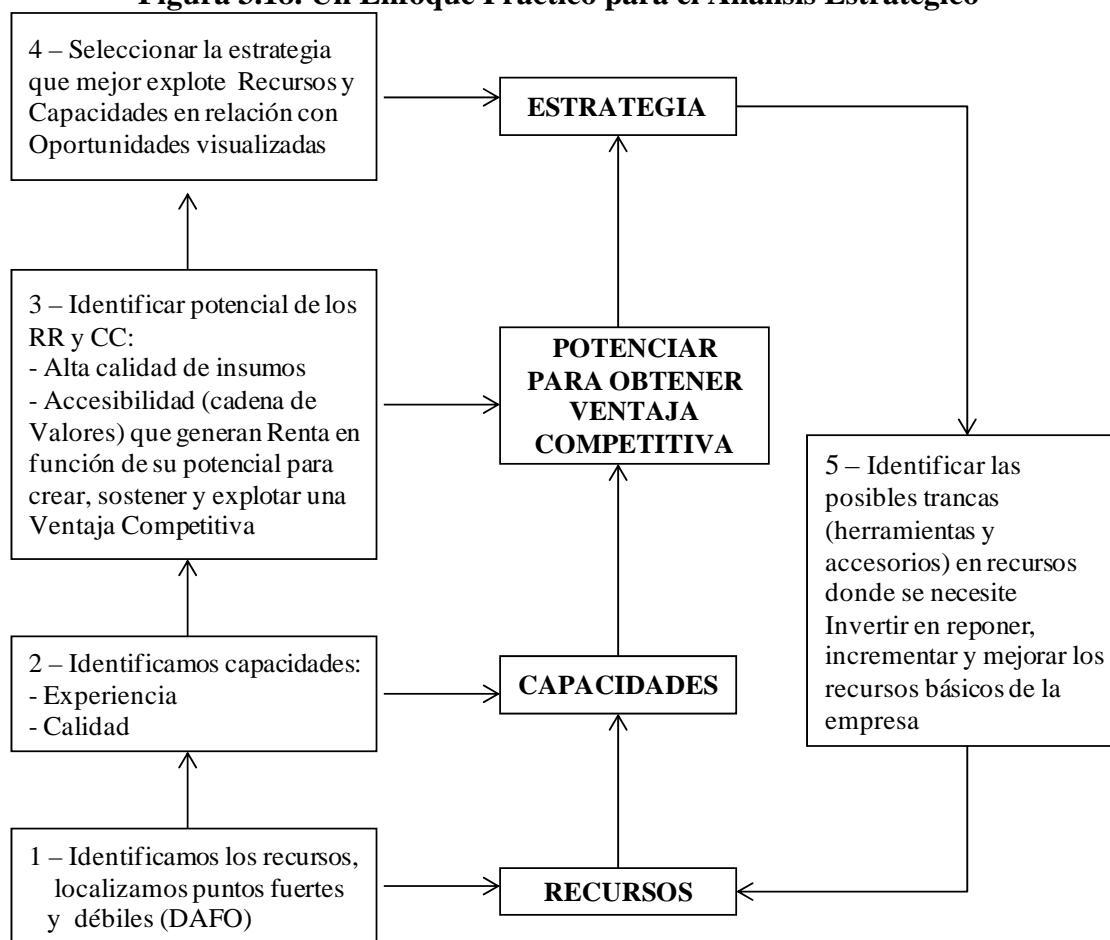 Figura Un Enfoque Práctico para el Análisis Estratégico
4 – Seleccionar la estrategia
que mejor explote Recursos y
Capacidades en relación con
Oportunidades visualizadas
ESTRATEGIA
3 – Identificar potencial de los
RR y CC:
- Alta calidad de insumos
- Accesibilidad (cadena de
Valores) que generan Renta en
función de su potencial para
crear, sostener y explotar una
Ventaja Competitiva
POTENCIAR
PARA OBTENER
VENTAJA
COMPETITIVA
5 – Identificar las
posibles trancas
(herramientas y
accesorios) en recursos
donde se necesite
Invertir en reponer,
incrementar y mejorar los
recursos básicos de la
empresa
2 – Identificamos capacidades:
- Experiencia
- Calidad
CAPACIDADES
1 – Identificamos los recursos,
localizamos puntos fuertes
y débiles (DAFO)
RECURSOS